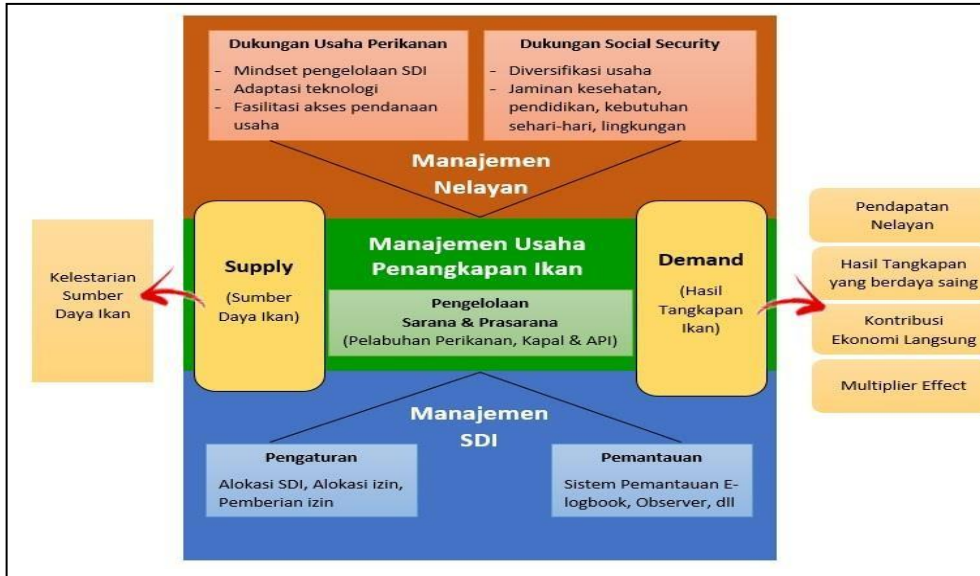 Dukungan Usaha Perikanan
- Mindset pengelolaan SDI
- Adaptasi teknologi
- Fasilitasi akses pendanaan
usaha
Dukungan Social Security
- Diversifikasi usaha
- Jaminan kesehatan,
pendidikan, kebutuhan
sehari-hari, lingkungan
Manajemen
Nelayan
Kelestarian
Sumber
Daya Ikan
Supply
(Sumber
Daya Ikan)
Manajemen Usaha
Penangkapan Ikan
Pengelolaan
Sarana & Prasarana
(Pelabuhan Perikanan, Kapal & API)
Demand
(Hasil
Tangkapan
Ikan)
Pendapatan
Nelayan
Hasil Tangkapan
yang berdaya saing
Kontribusi
Ekonomi Langsung
Multiplier Effect
Manajemen
SDI
Pengaturan
Alokasi SDI, Alokasi izin,
Pemberian izin
Pemantauan
Sistem Pemantauan E-
logbook, Observer, dll